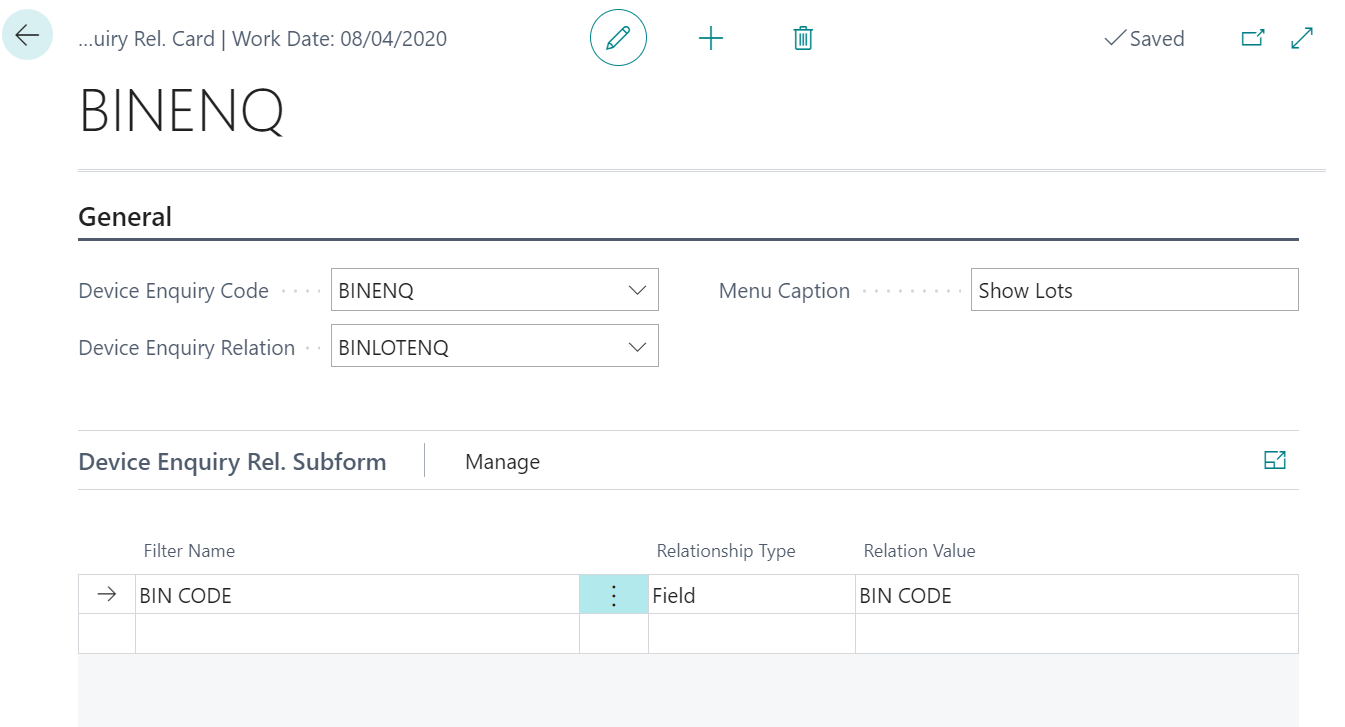 ...uiry Rel. Card | Work Date: 08/04/2020
Saved
BINENQ
General
Device Enquiry Code
BINENQ
Menu Caption
Show Lots
Device Enquiry Relation
BINLOTENQ
Device Enquiry Rel. Subform
Manage
Filter Name
Relationship Type
Relation Value
BIN CODE
Field
BIN CODE